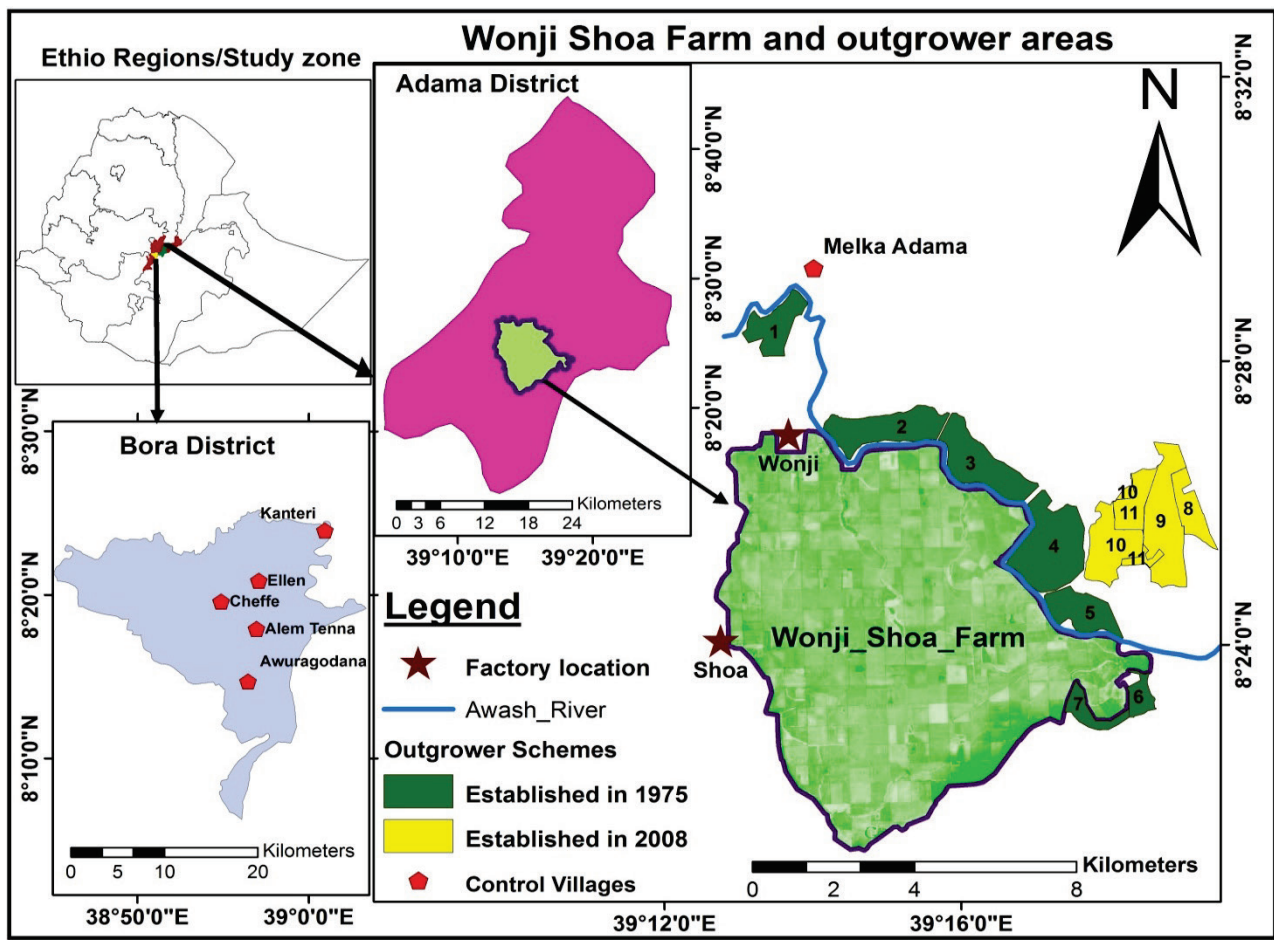 Wonji Shoa Farm and outgrower areas
Ethio Regions/Study zone
Adama District
8°40'0"N
8°30'0"N
8°20'0"N
0 3 6 12 18 24
Kilometers
39°10'0"E
39°20'0"E
Bora District
8°30'0"N
8°20'0"N
8°10'0"N
Kanteri
Ellen
Cheffe
Alem Tenna
Awuragodana
Kilometers
0 5 10 20
38°50'0"E
39°0'0"E
Legend
Factory location
Awash_River
Outgrower Schemes
Established in 1975
Established in 2008
Control Villages
N
8°32'0"N
8°28'0"N
8°24'0"N
Melka Adama
1
2
3
4
5
6
7
8
9
10
11
10
11
Wonji
Shoa
Wonji_Shoa_Farm
Kilometers
0 2 4 8
39°12'0"E
39°16'0"E